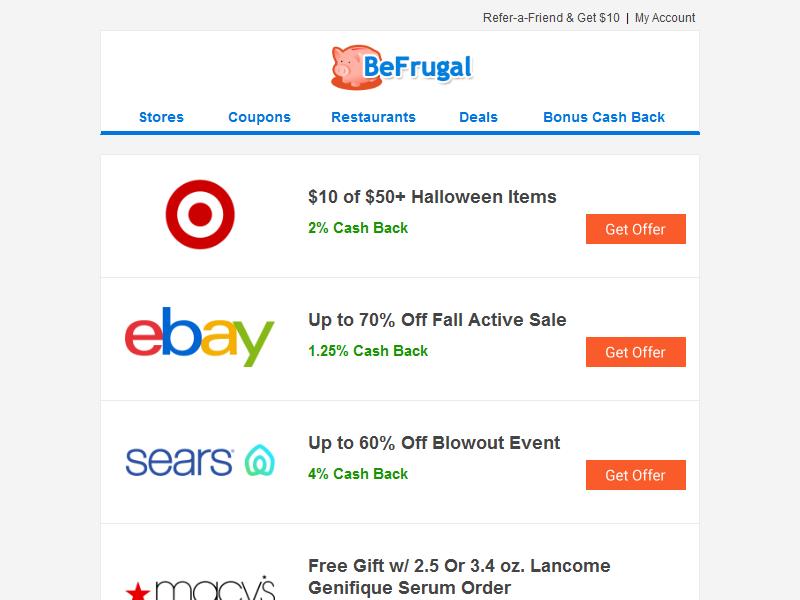 Refer-a-Friend & Get $10 | My Account
BeFrugal
Stores Coupons Restaurants Deals Bonus Cash Back
$10 of $50+ Halloween Items
2% Cash Back
Get Offer
ebay
Up to 70% Off Fall Active Sale
1.25% Cash Back
Get Offer
sears
Up to 60% Off Blowout Event
4% Cash Back
Get Offer
macy's
Free Gift w/ 2.5 Or 3.4 oz. Lancome
Genifique Serum Order